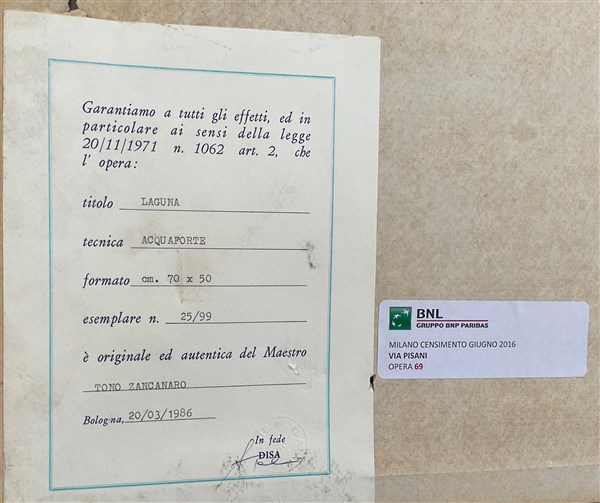 Garantiamo a tutti gli effetti, ed in
particolare ai sensi della legge
20/11/1971 n. 1062 art. 2, che
l' opera:
titolo LAGUNA
tecnica ACQUAFORTE
formato cm. 70 x 50
esemplare n. 25/99
è originale ed autentica del Maestro
TONO ZANCANARO
Bologna, 20/03/1986
In fede
DISA
BNL
GRUPPO BNP PARIBAS
MILANO CENSIMENTO GIUGNO 2016
VIA PISANI
OPERA 69